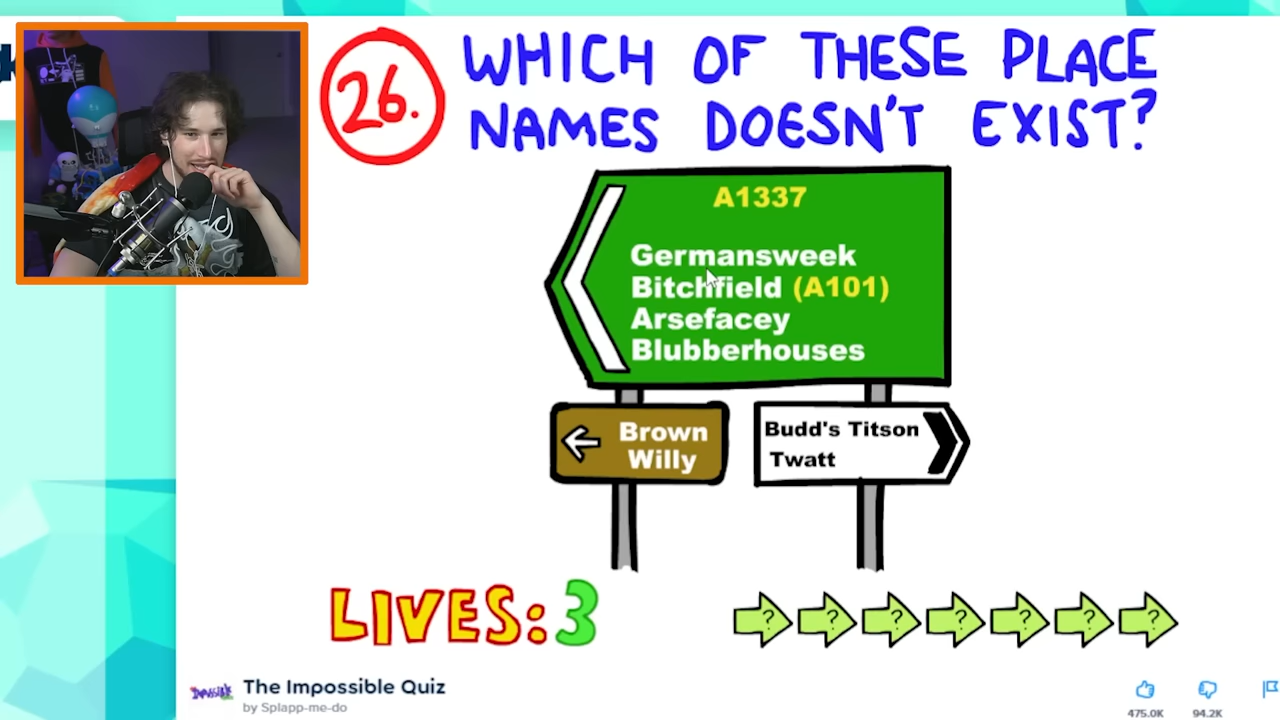 26.
WHICH OF THESE PLACE
NAMES DOESN'T EXIST?
A1337
Germansweek
Bitchfield (A101)
Arsefacey
Blubberhouses
Brown
Willy
Budd's Titson
Twatt
LIVES: 3
? ? ? ? ? ? ?
The Impossible Quiz
by Splapp-me-do
475.0K 94.2K